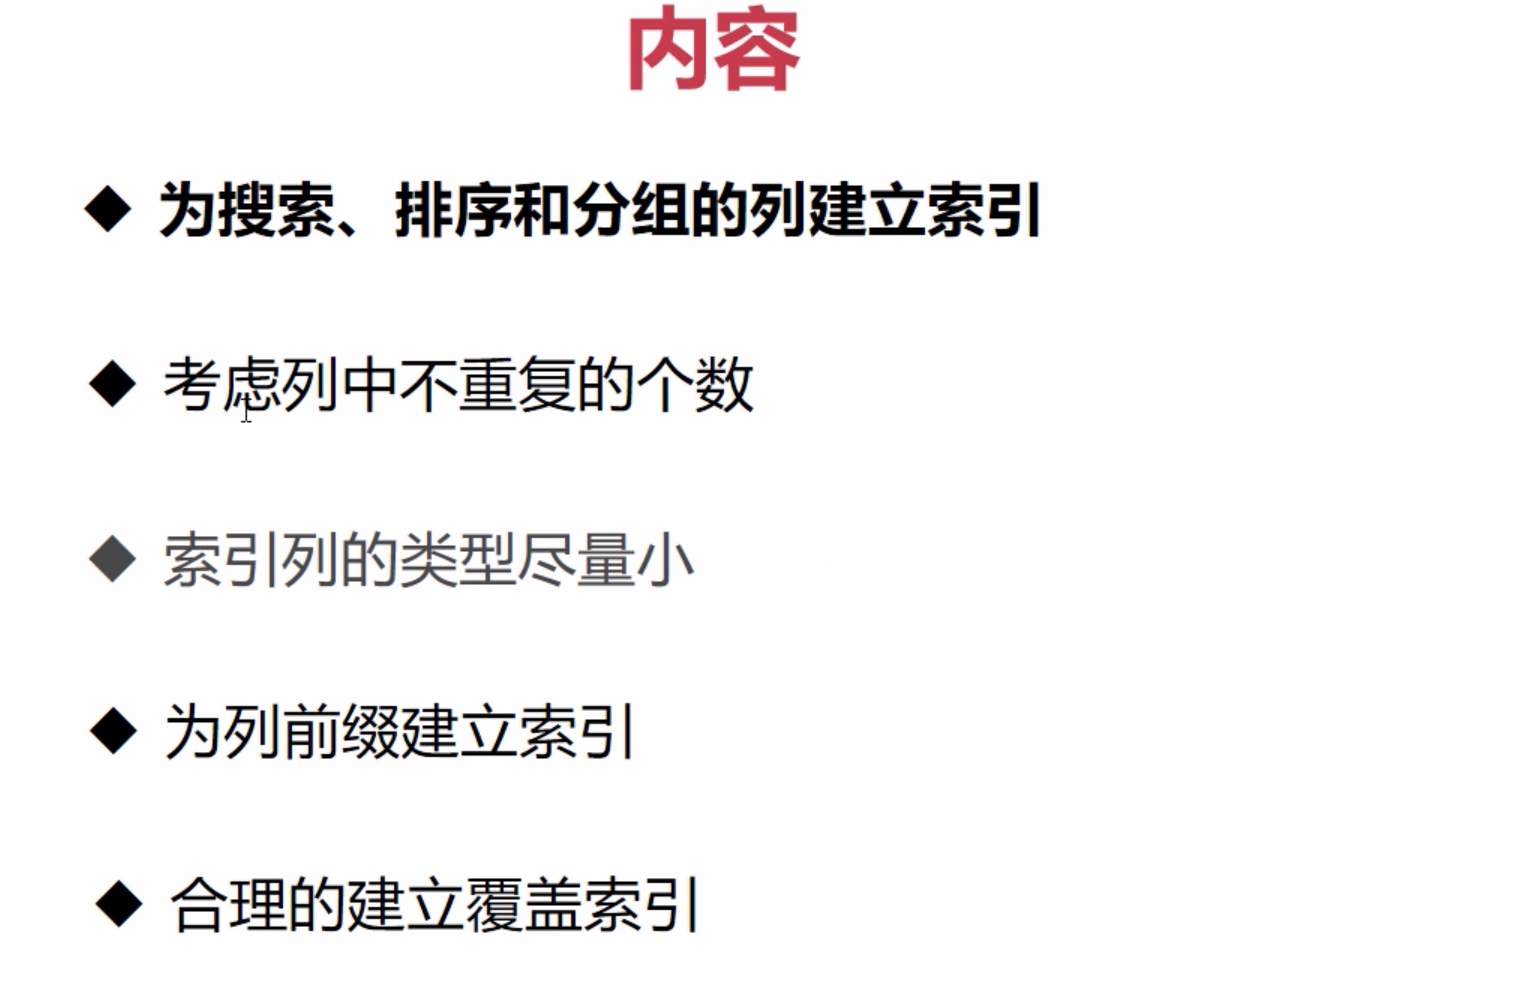 内容
◆ 为搜索、排序和分组的列建立索引
◆ 考虑列中不重复的个数
◆ 索引列的类型尽量小
◆ 为列前缀建立索引
◆ 合理的建立覆盖索引